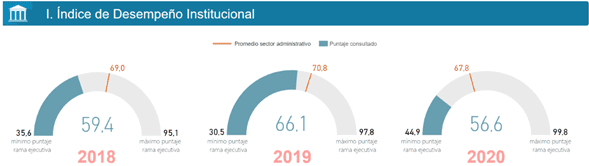 I. Índice de Desempeño Institucional
Promedio sector administrativo Puntaje consultado
69,0
59,4
35,6
mínimo puntaje
rama ejecutiva
95,1
máximo puntaje
rama ejecutiva
2018
70,8
66,1
30,5
mínimo puntaje
rama ejecutiva
97,8
máximo puntaje
rama ejecutiva
2019
67,8
56,6
44,9
mínimo puntaje
rama ejecutiva
99,8
máximo puntaje
rama ejecutiva
2020